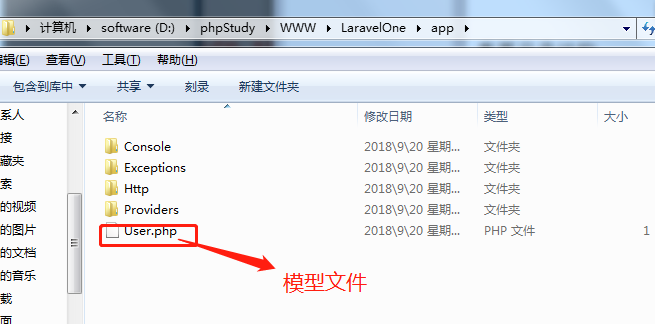 计算机 ▸ software (D:) ▸ phpStudy ▸ WWW ▸ LaravelOne ▸ app ▸
编辑(E) 查看(V) 工具(T) 帮助(H)
包含到库中 共享 刻录 新建文件夹
名称 修改日期 类型 大小
系人
接
藏夹
索
的视频
的图片
的文档
的音乐
载
面
Console 2018\9\20 星期... 文件夹
Exceptions 2018\9\20 星期... 文件夹
Http 2018\9\20 星期... 文件夹
Providers 2018\9\20 星期... 文件夹
User.php 2018\9\20 星期... PHP 文件 1
模型文件